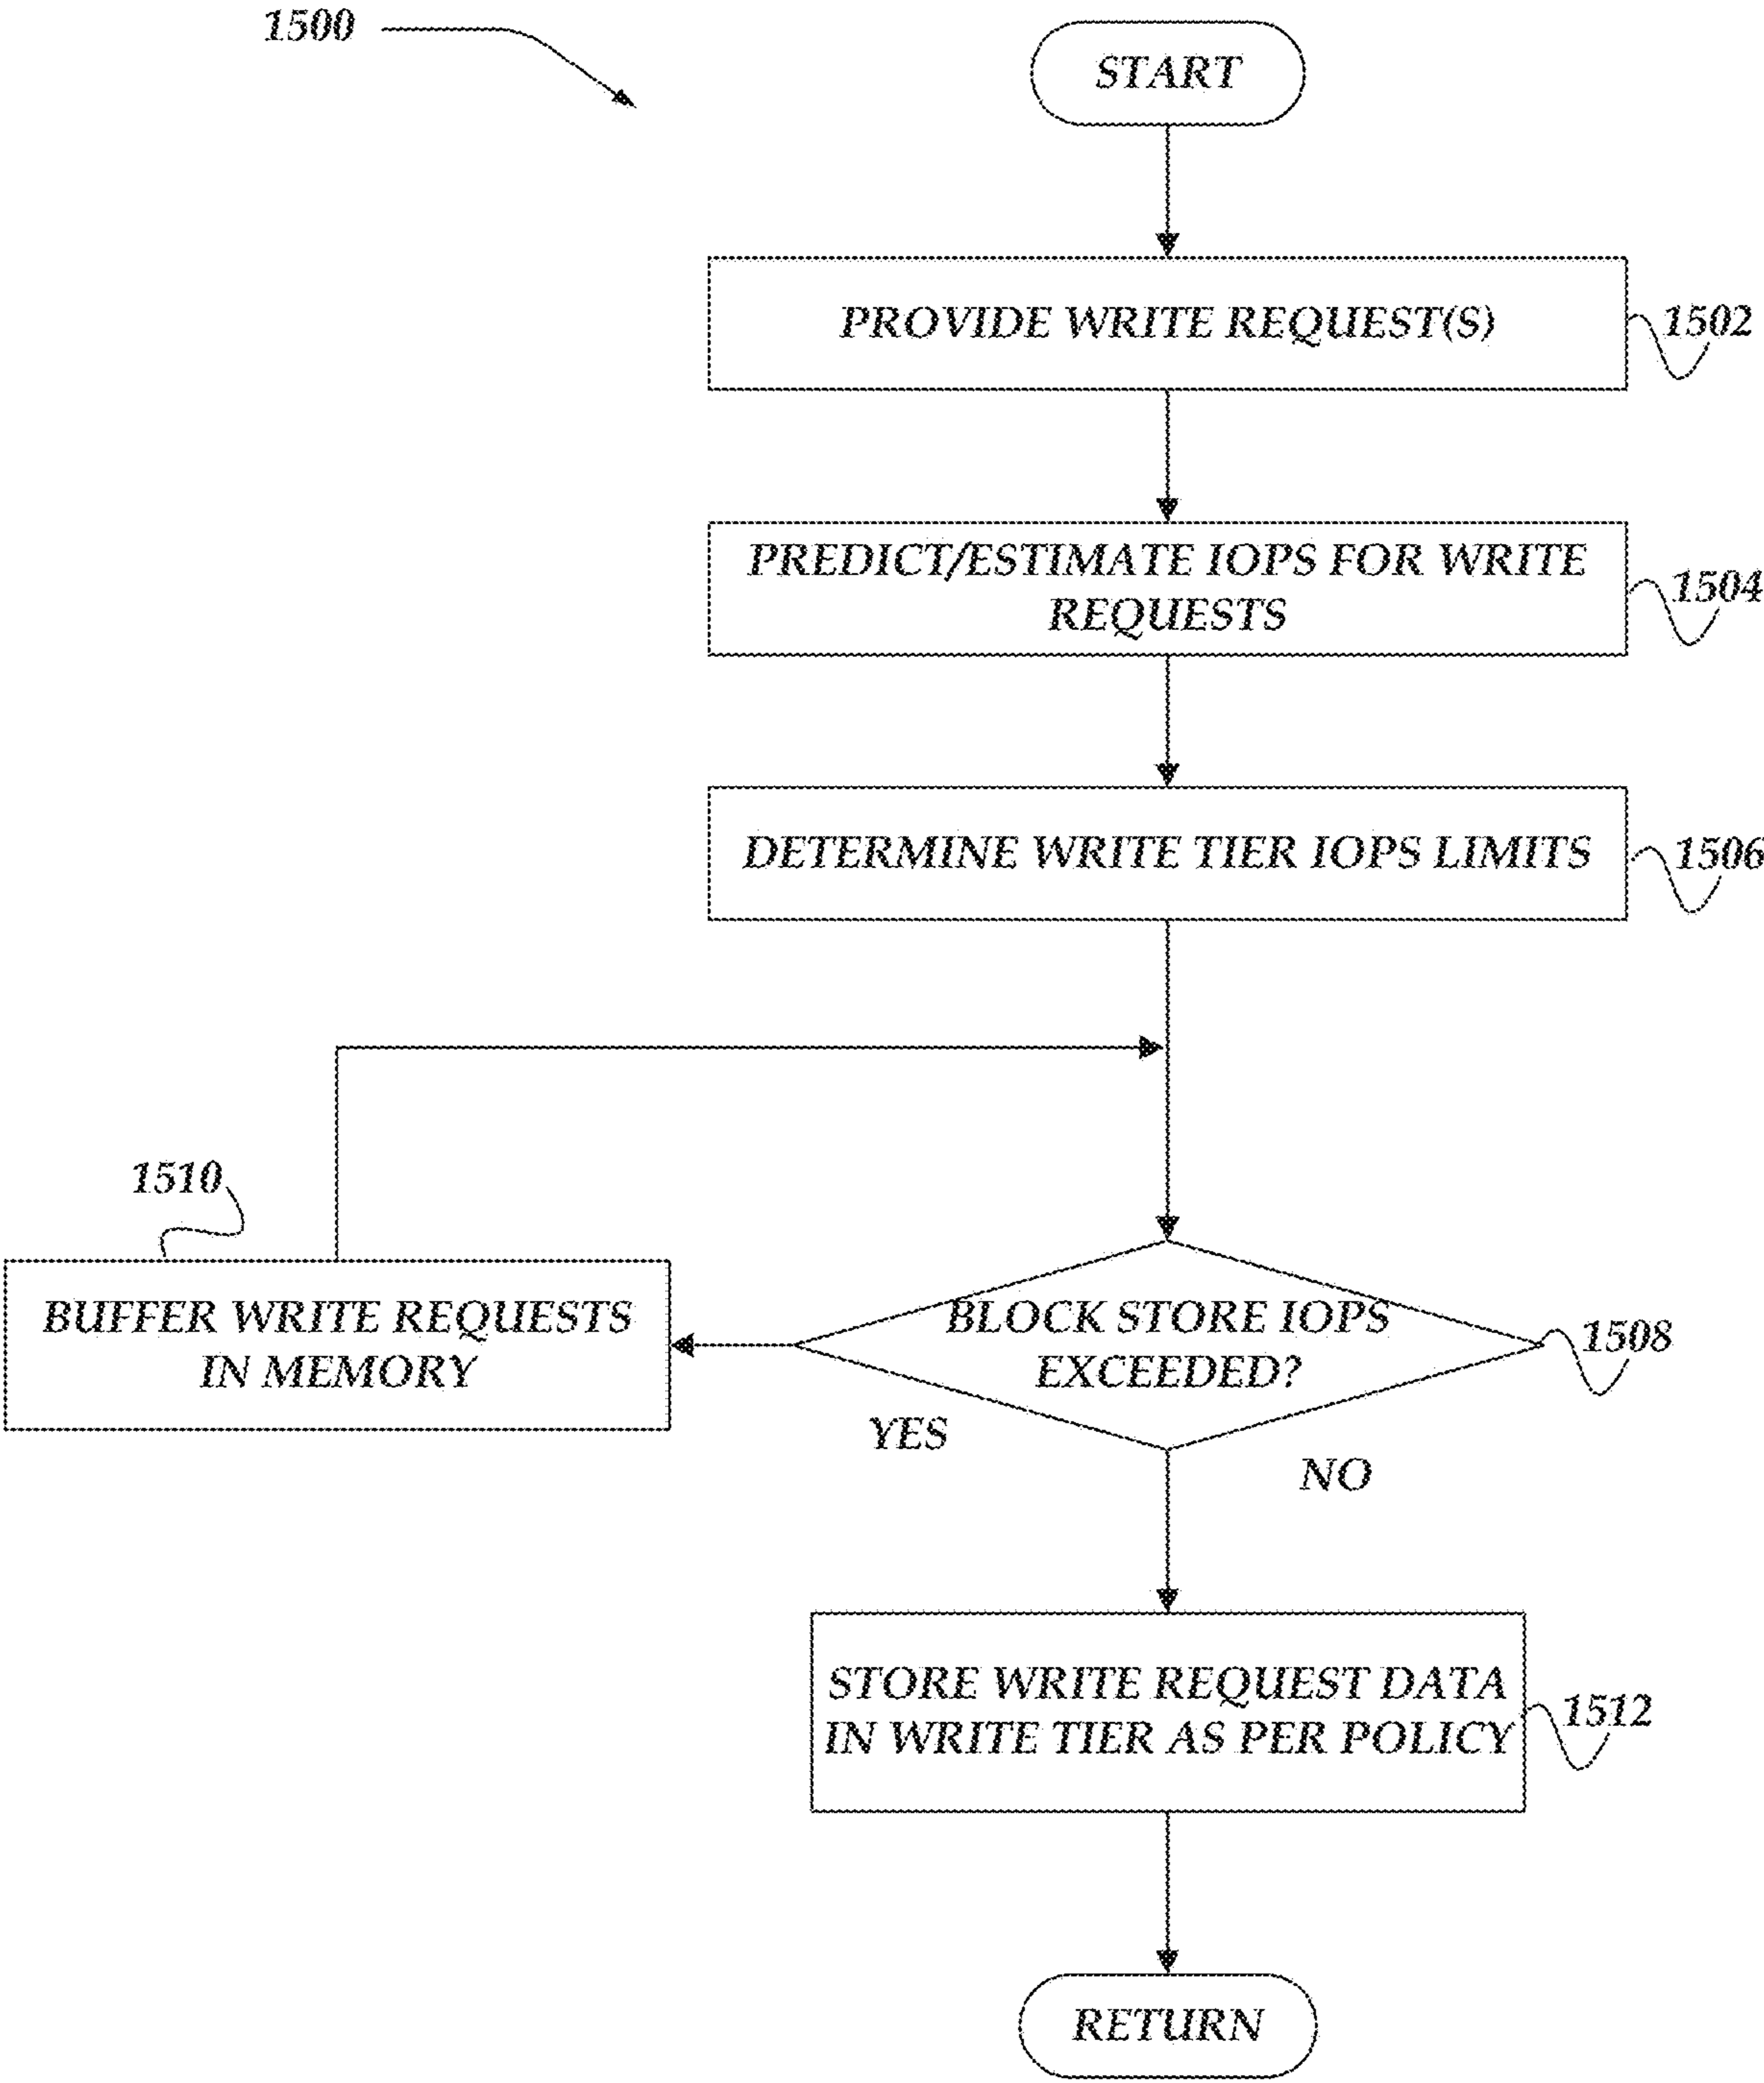 1500
START
PROVIDE WRITE REQUEST(S)
1502
PREDICT/ESTIMATE IOPS FOR WRITE
REQUESTS
1504
DETERMINE WRITE TIER IOPS LIMITS
1506
1510
BUFFER WRITE REQUESTS
IN MEMORY
BLOCK STORE IOPS
EXCEEDED?
1508
YES
NO
STORE WRITE REQUEST DATA
IN WRITE TIER AS PER POLICY
1512
RETURN